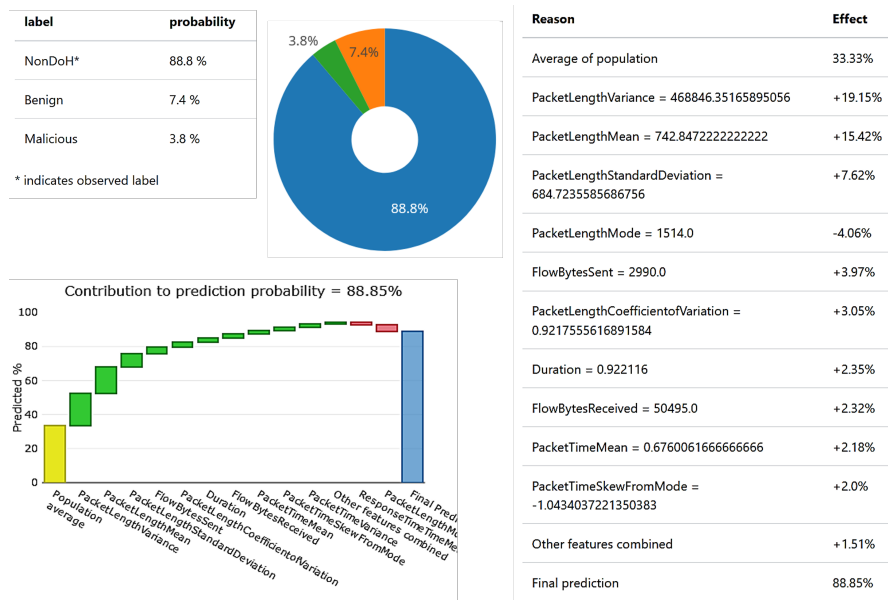 label probability
NonDoH* 88.8 %
Benign 7.4 %
Malicious 3.8 %
* indicates observed label
3.8%
7.4%
88.8%
Contribution to prediction probability = 88.85%
Predicted %
100
80
60
40
20
0
Population
average
PacketLengthVariance
PacketLengthMean
PacketLengthStandardDeviation
FlowBytesSent
PacketLengthCoefficientofVariation
Duration
FlowBytesReceived
PacketTimeMean
PacketTimeSkewFromMode
PacketTimeVariance
Other features combined
ResponseTimeTimeMe
PacketLengthMo
Final Predi
Reason Effect
Average of population 33.33%
PacketLengthVariance = 468846.35165895056 +19.15%
PacketLengthMean = 742.8472222222222 +15.42%
PacketLengthStandardDeviation = +7.62%
684.7235585686756
PacketLengthMode = 1514.0 -4.06%
FlowBytesSent = 2990.0 +3.97%
PacketLengthCoefficientofVariation = +3.05%
0.9217555616891584
Duration = 0.922116 +2.35%
FlowBytesReceived = 50495.0 +2.32%
PacketTimeMean = 0.6760061666666666 +2.18%
PacketTimeSkewFromMode = +2.0%
-1.0434037221350383
Other features combined +1.51%
Final prediction 88.85%